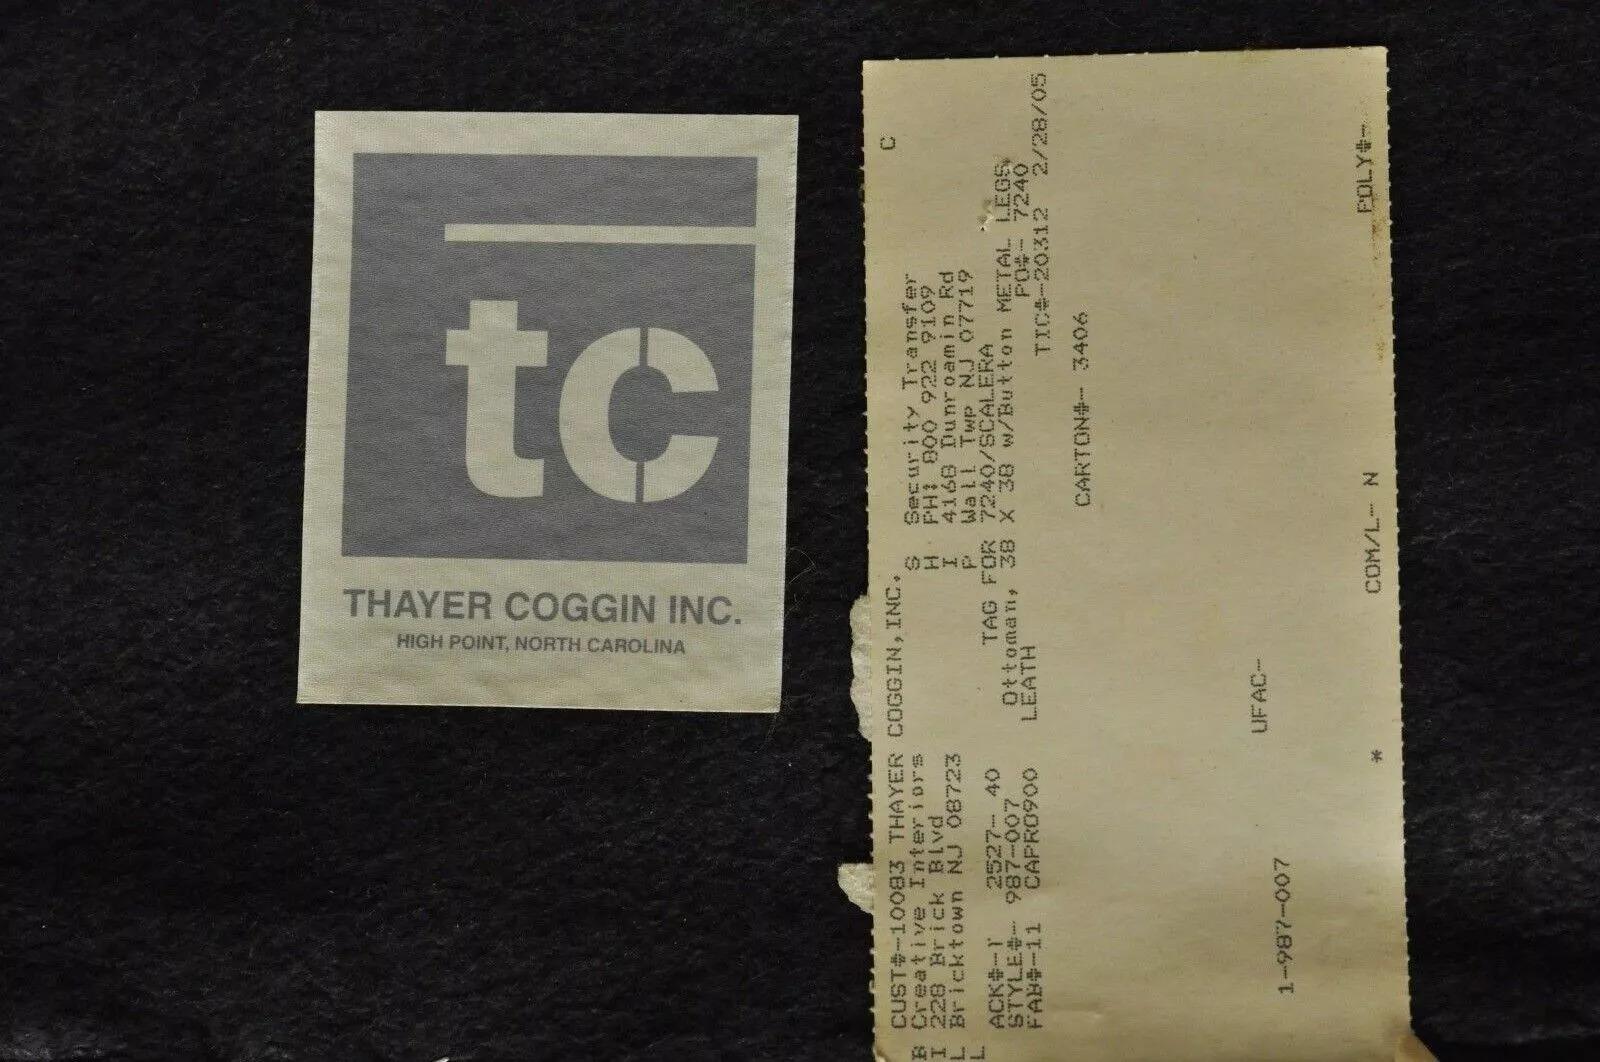 tc
THAYER COGGIN INC.
HIGH POINT, NORTH CAROLINA
CUST#-10083 THAYER COGGIN,INC. C
B Creative Interiors S Security Transfer
I 228 Brick Blvd H PH: 800 922 9109
L Bricktown NJ 08723 I 4168 Dunroamin Rd
L P Wall Twp NJ 07719
ACK#-1 2527- 40 TAG FOR 7240/SCALERA
STYLE#- 987-007 Ottoman, 38 X 38 w/Button METAL LEGS
FAB#-11 CAPRO900 LEATH PO#- 7240
TIC#-20312 2/28/05
CARTON#- 3406
UFAC-
1-987-007
* COM/L- N POLY#-